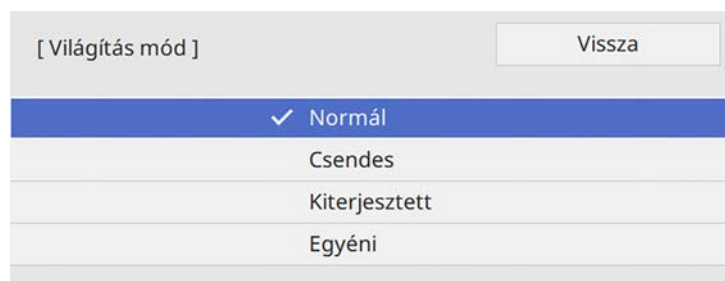 [ Világítás mód ]
Vissza
Normál
Csendes
Kiterjesztett
Egyéni